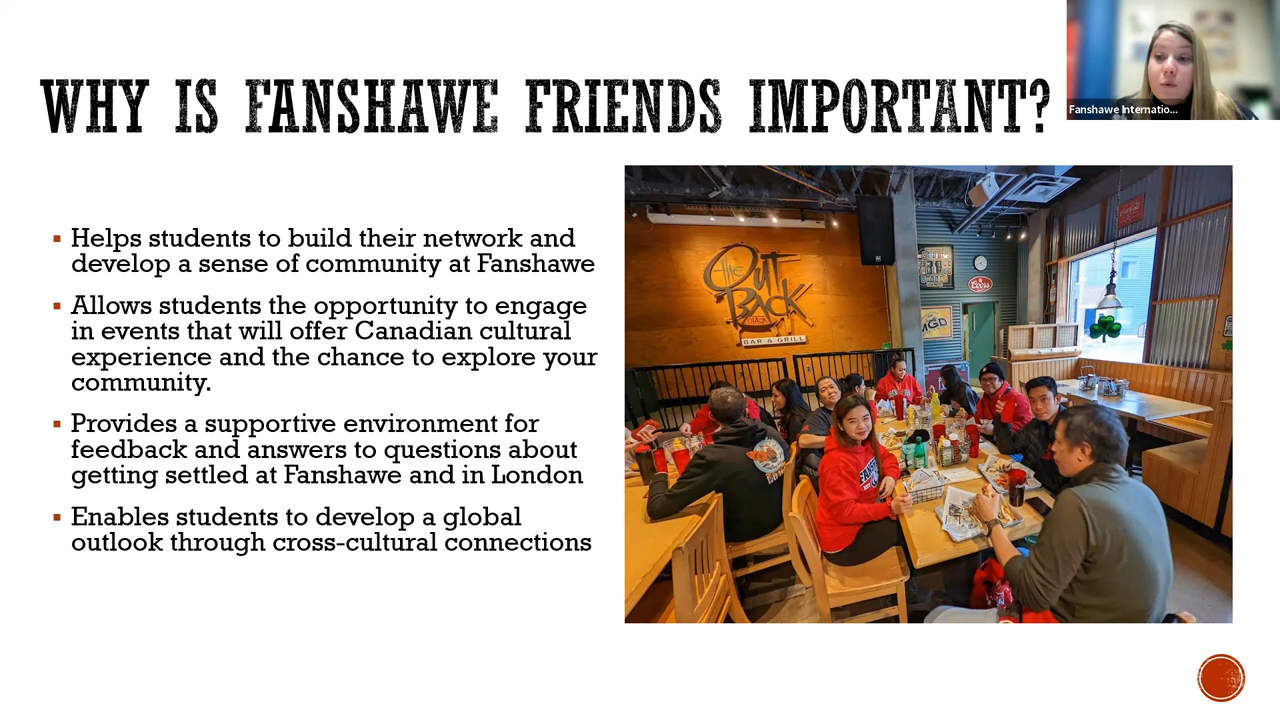 WHY IS FANSHAWE FRIENDS IMPORTANT?
Fanshawe Internatio...
Helps students to build their network and
develop a sense of community at Fanshawe
Allows students the opportunity to engage
in events that will offer Canadian cultural
experience and the chance to explore your
community.
Provides a supportive environment for
feedback and answers to questions about
getting settled at Fanshawe and in London
Enables students to develop a global
outlook through cross-cultural connections
the OUT
BACK
SHACK
BAR & GRILL
Coors
MGD